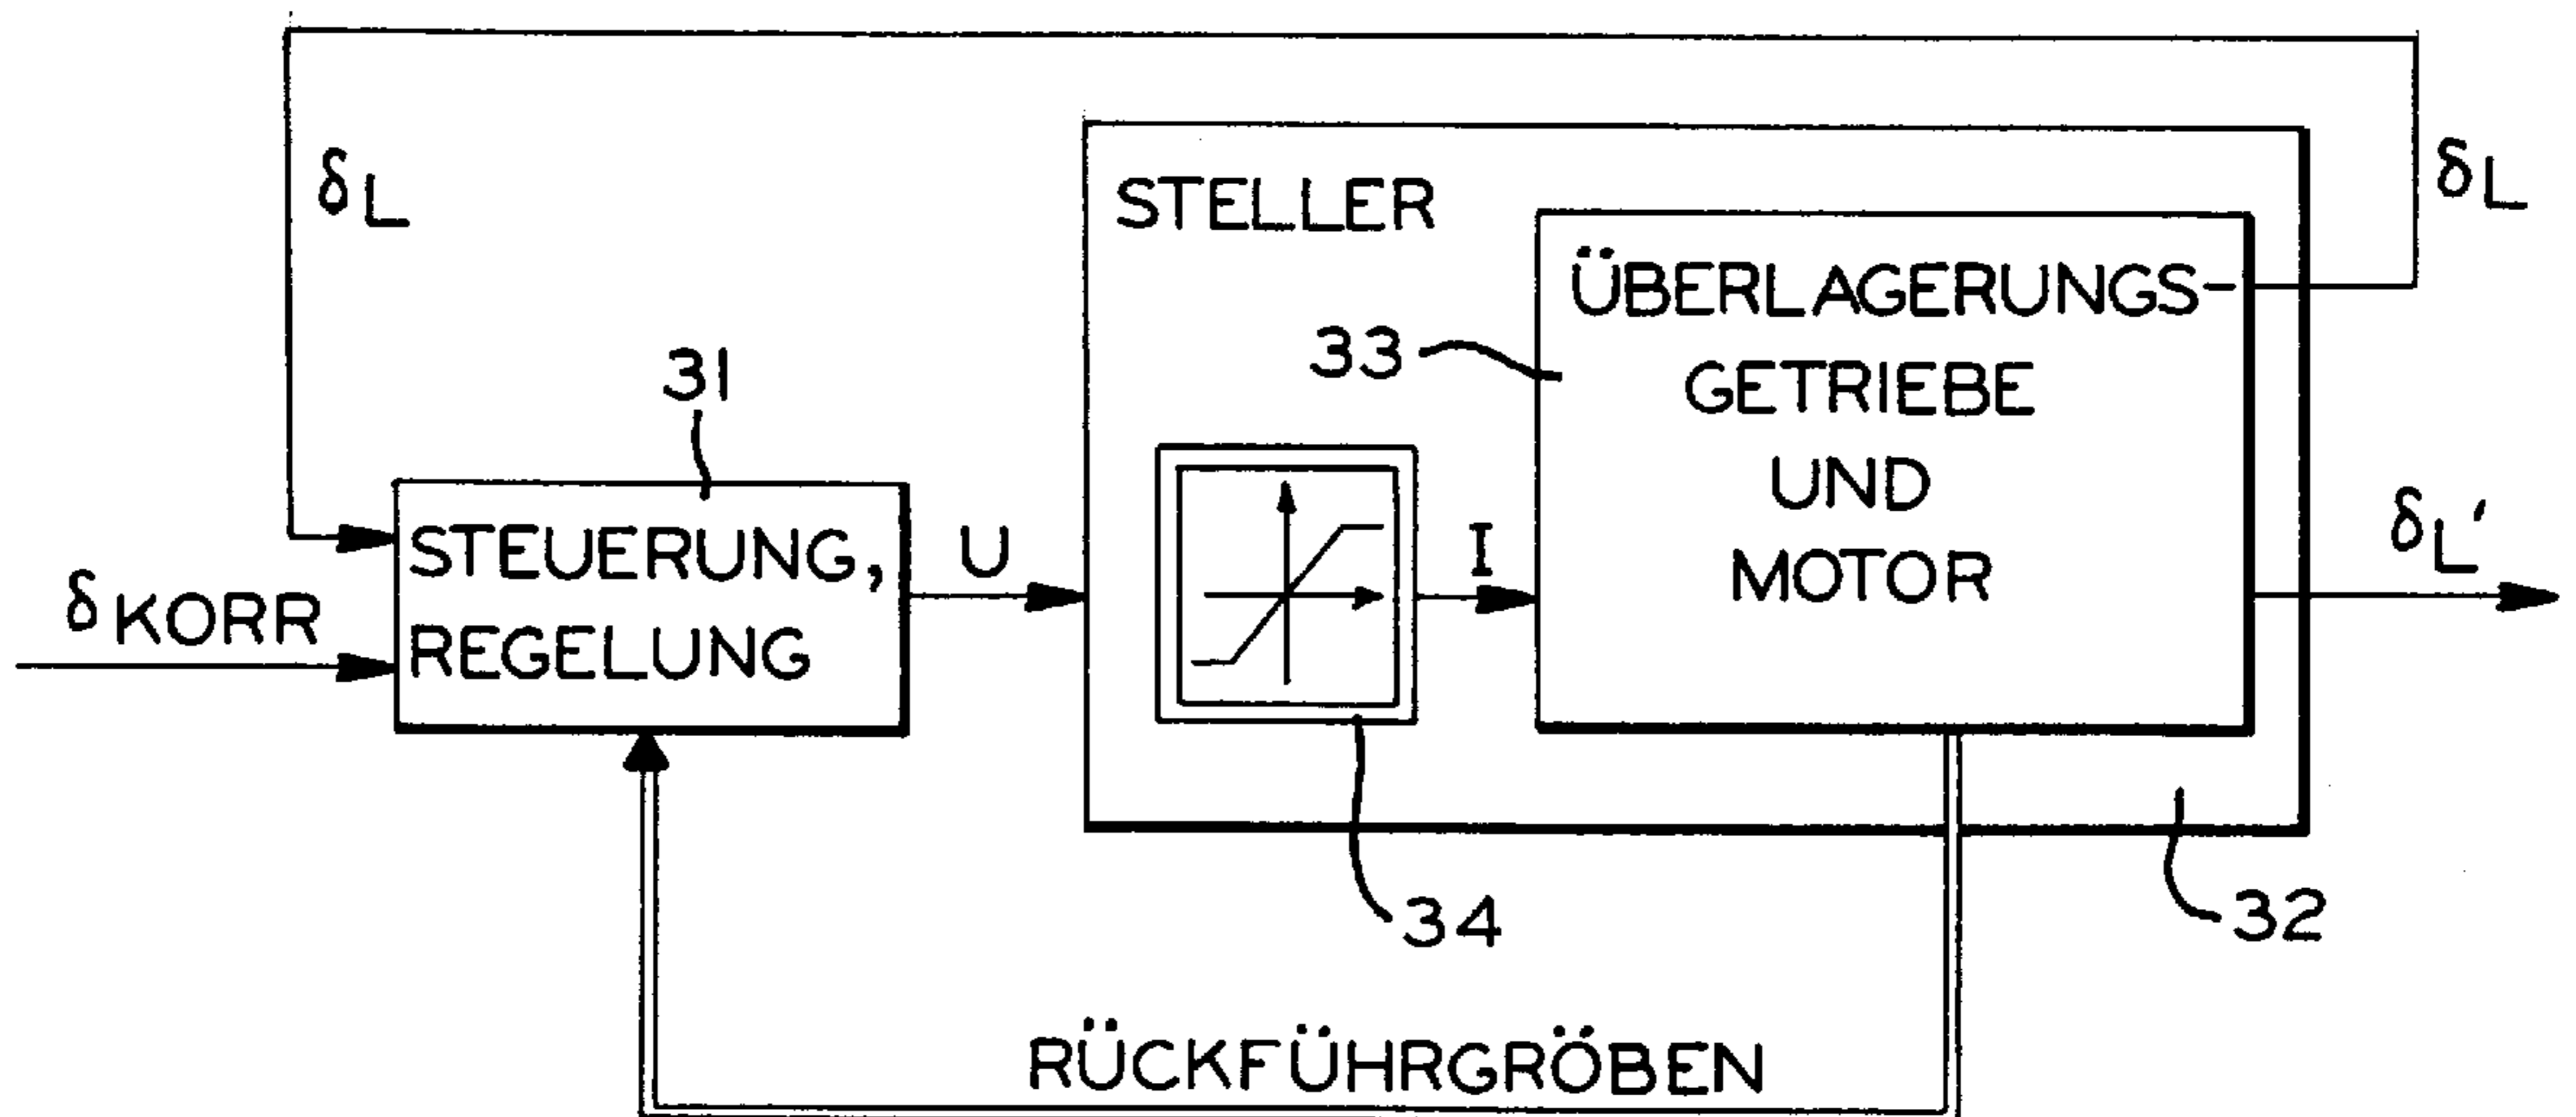 δL
δL
STELLER
ÜBERLAGERUNGS-
GETRIEBE
UND
MOTOR
33
31
STEUERUNG,
REGELUNG
U
I
δL'
δKORR
34
32
RÜCKFÜHRGRÖBEN